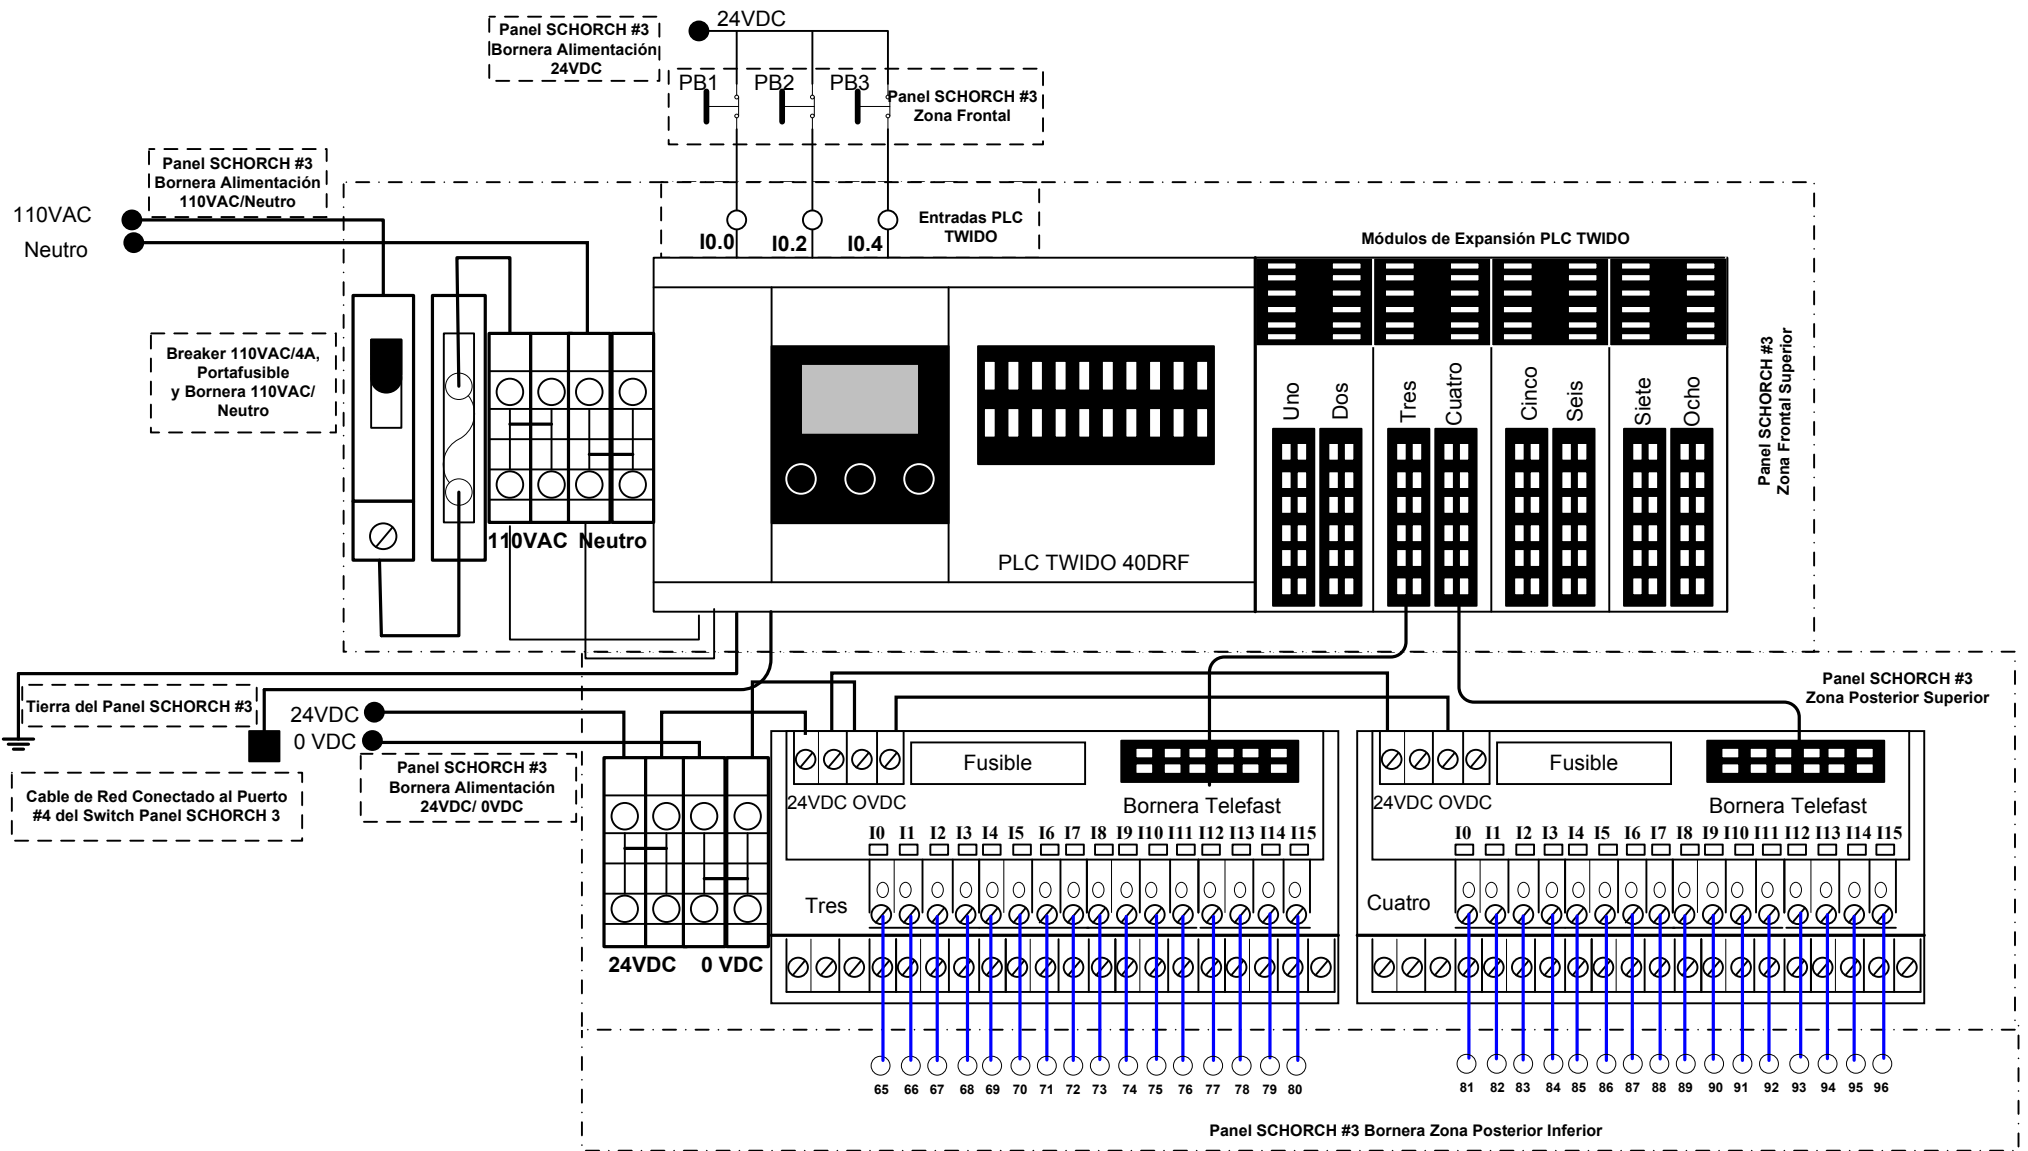 Panel SCHORCH #3
Bornera Alimentación
24VDC
24VDC
PB1
PB2
PB3
Panel SCHORCH #3
Zona Frontal
Panel SCHORCH #3
Bornera Alimentación
110VAC/Neutro
110VAC
Neutro
I0.0
I0.2
I0.4
Entradas PLC
TWIDO
Módulos de Expansión PLC TWIDO
Breaker 110VAC/4A,
Portafusible
y Bornera 110VAC/
Neutro
110VAC Neutro
PLC TWIDO 40DRF
Uno
Dos
Tres
Cuatro
Cinco
Seis
Siete
Ocho
Panel SCHORCH #3
Zona Frontal Superior
Panel SCHORCH #3
Zona Posterior Superior
Tierra del Panel SCHORCH #3
24VDC
0 VDC
Cable de Red Conectado al Puerto
#4 del Switch Panel SCHORCH 3
Panel SCHORCH #3
Bornera Alimentación
24VDC/ 0VDC
24VDC 0 VDC
Fusible
24VDC OVDC
Bornera Telefast
I0 I1 I2 I3 I4 I5 I6 I7 I8 I9 I10 I11 I12 I13 I14 I15
Tres
65 66 67 68 69 70 71 72 73 74 75 76 77 78 79 80
Fusible
24VDC OVDC
Bornera Telefast
I0 I1 I2 I3 I4 I5 I6 I7 I8 I9 I10 I11 I12 I13 I14 I15
Cuatro
81 82 83 84 85 86 87 88 89 90 91 92 93 94 95 96
Panel SCHORCH #3 Bornera Zona Posterior Inferior